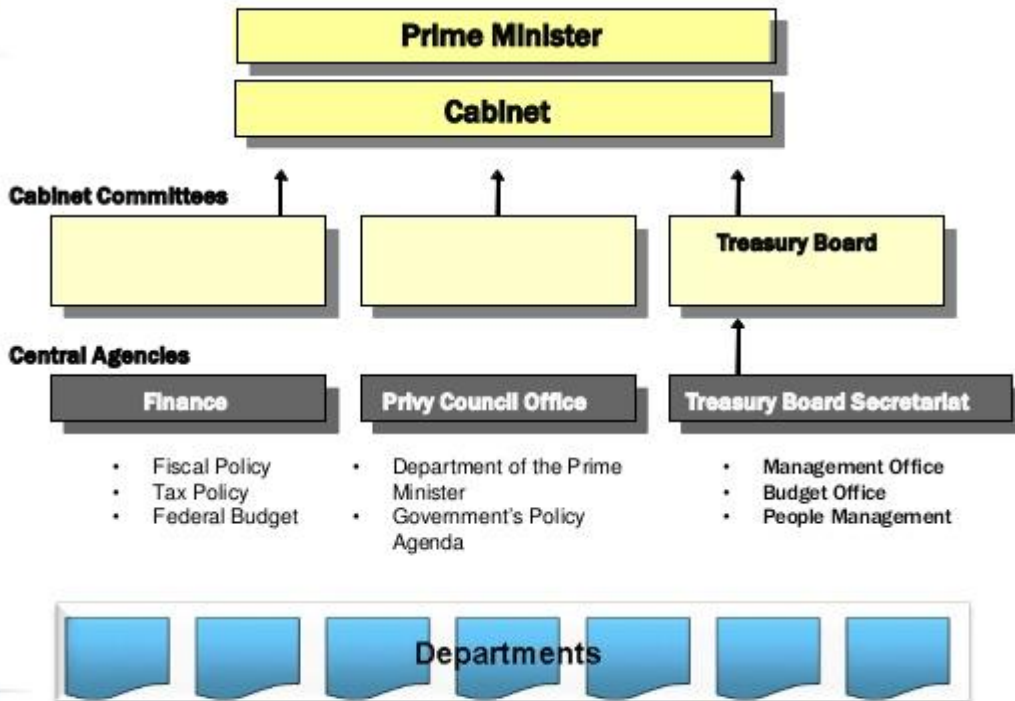 Prime Minister
Cabinet
Cabinet Committees
Treasury Board
Central Agencies
Finance
Privy Council Office
Treasury Board Secretariat
• Fiscal Policy
• Tax Policy
• Federal Budget
• Department of the Prime
Minister
• Government's Policy
Agenda
• Management Office
• Budget Office
• People Management
Departments